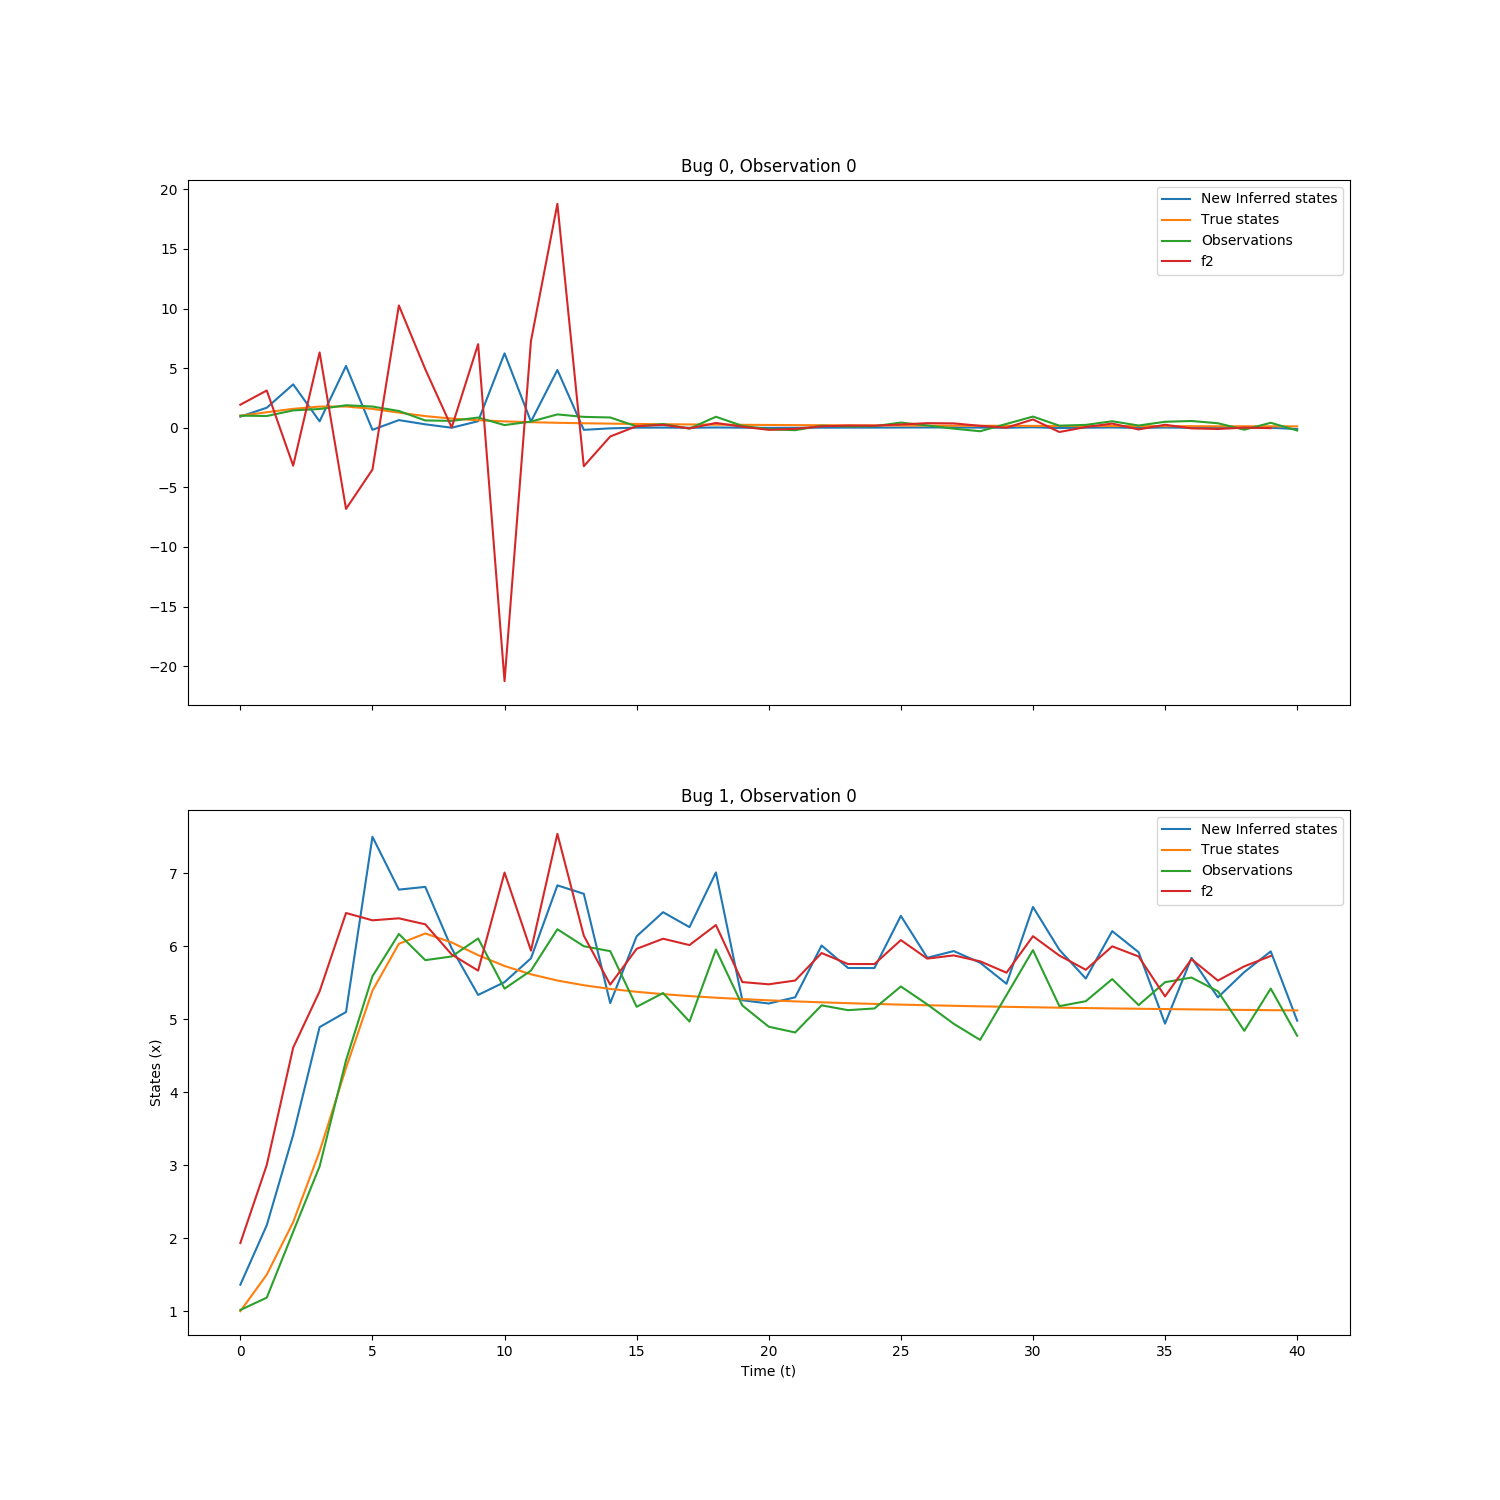 Bug 0, Observation 0
20
15
10
5
0
−5
−10
−15
−20
New Inferred states
True states
Observations
f2
Bug 1, Observation 0
States (x)
7
6
5
4
3
2
1
New Inferred states
True states
Observations
f2
0 5 10 15 20 25 30 35 40
Time (t)